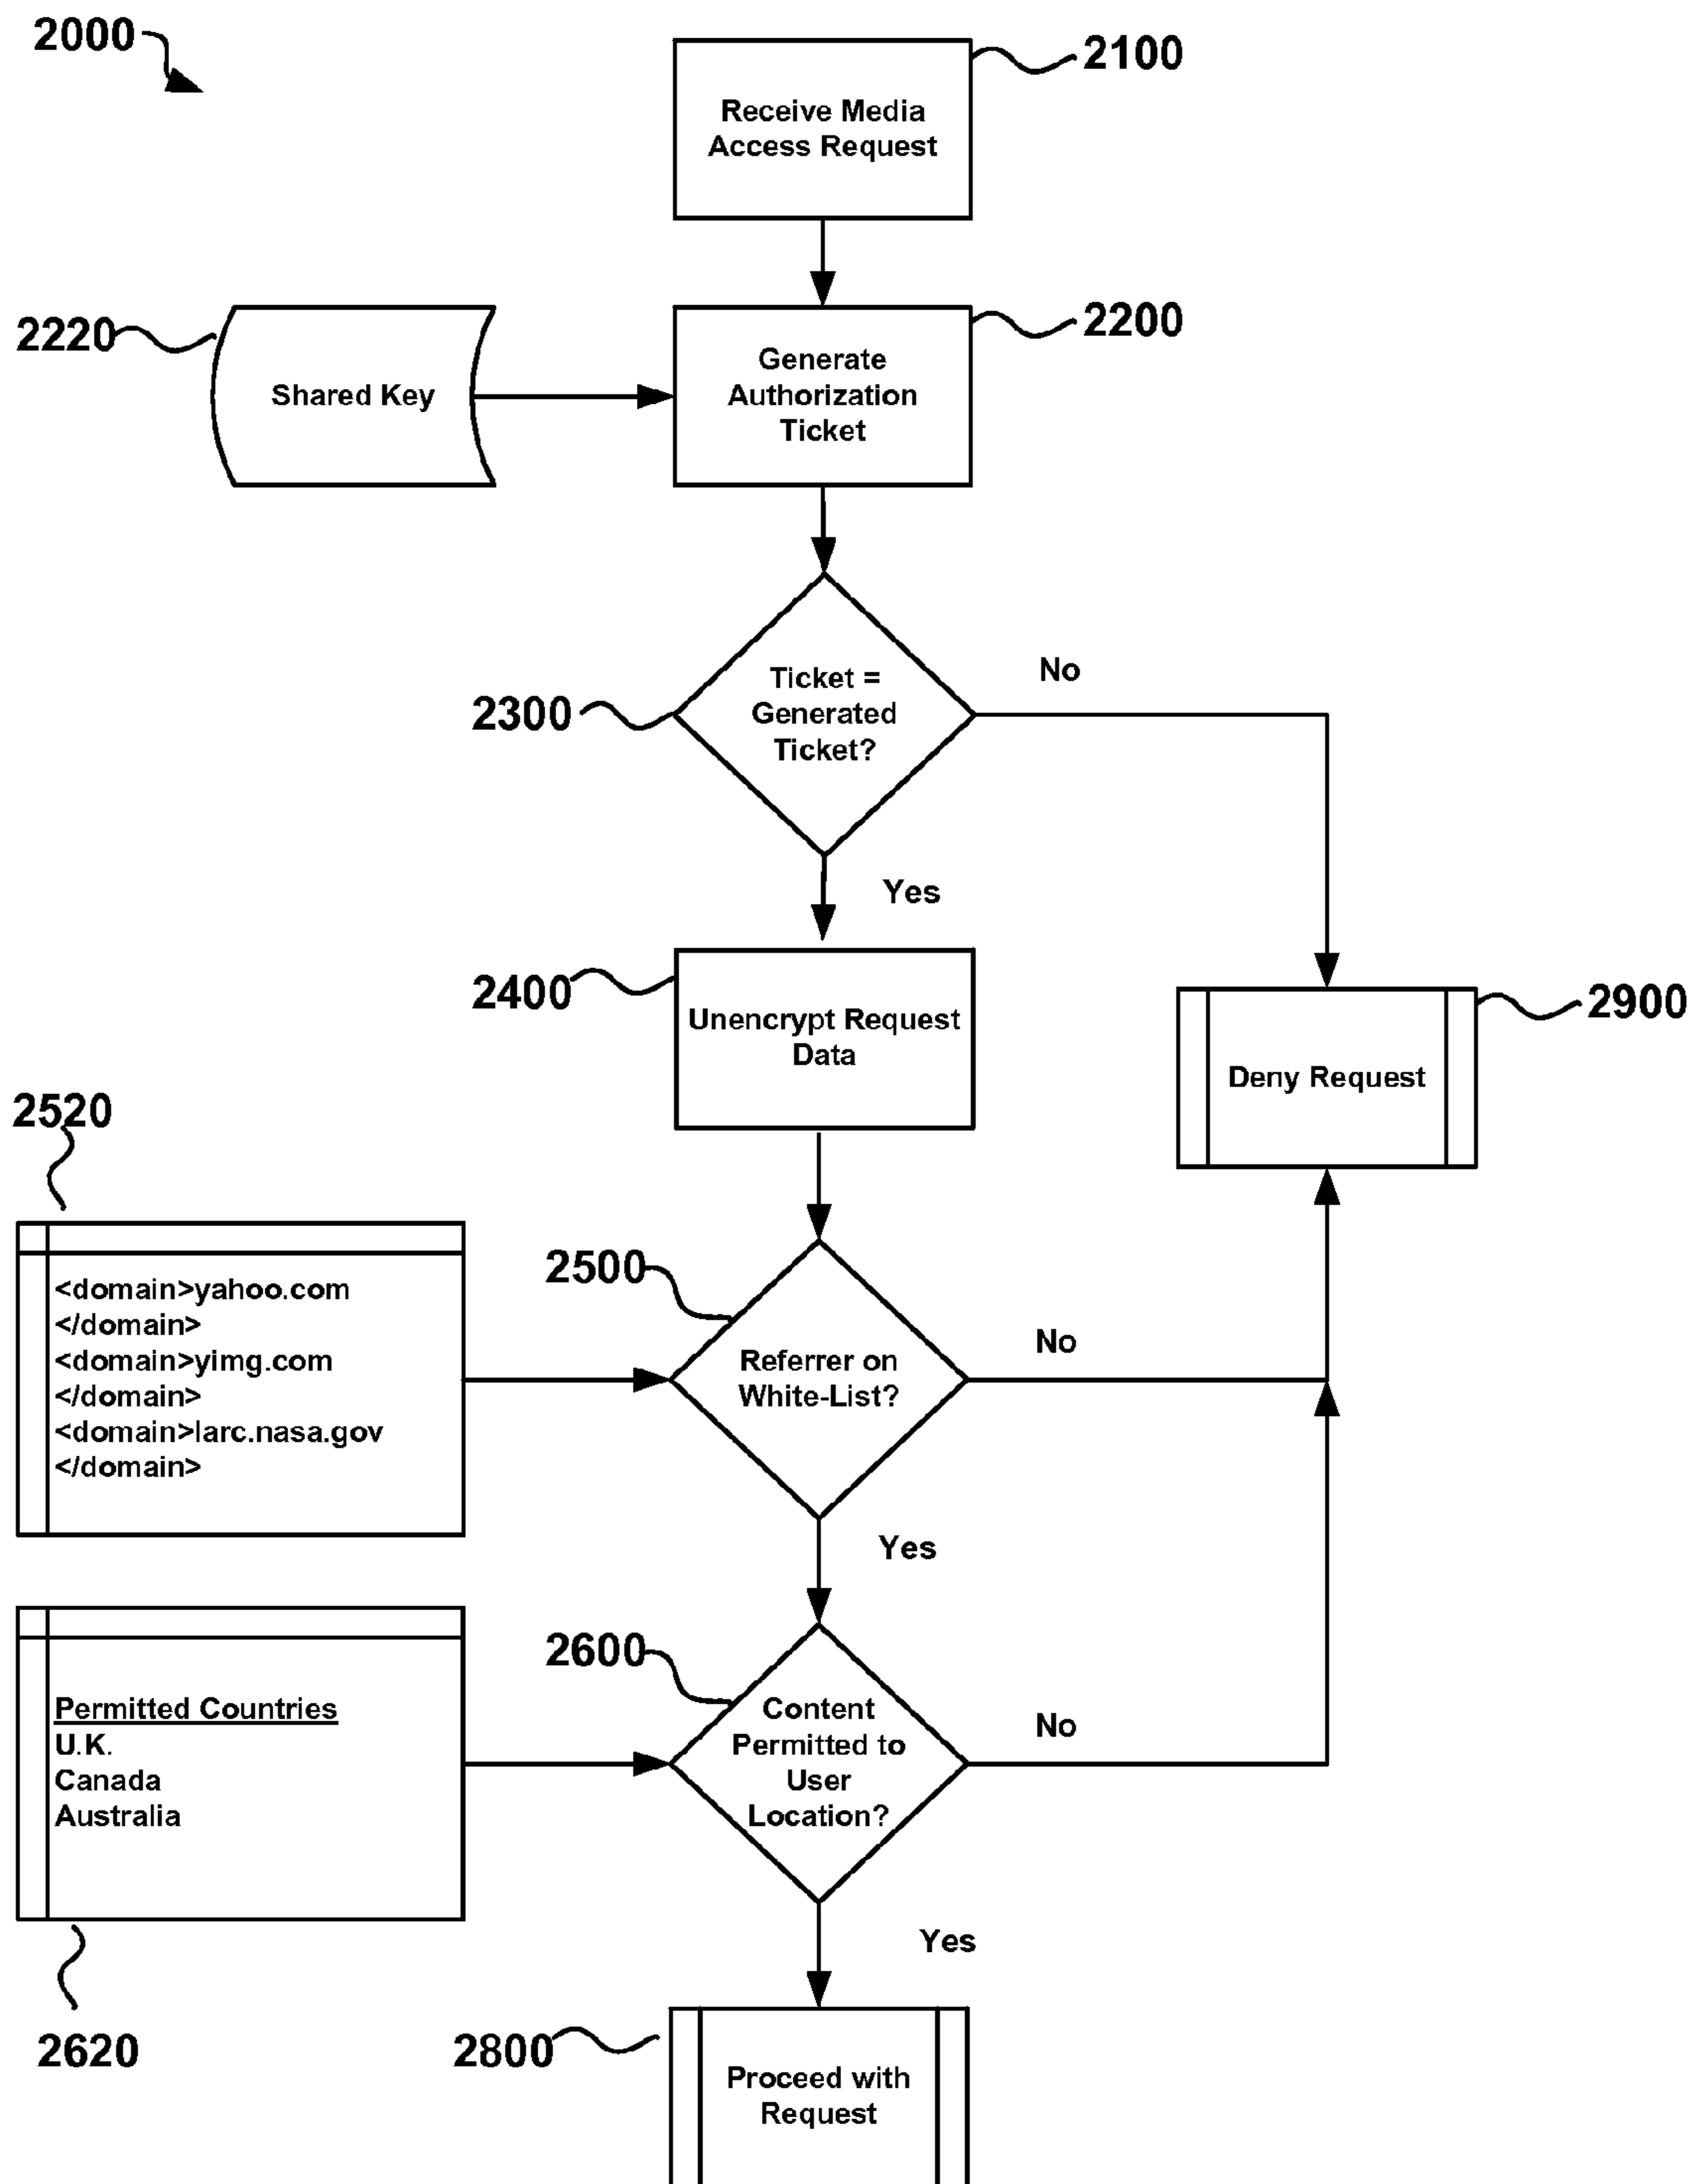 2000
2100
Receive Media
Access Request
2220
Shared Key
2200
Generate
Authorization
Ticket
2300
Ticket =
Generated
Ticket?
No
Yes
2400
Unencrypt Request
Data
2900
Deny Request
2520
<domain>yahoo.com
</domain>
<domain>yimg.com
</domain>
<domain>larc.nasa.gov
</domain>
2500
Referrer on
White-List?
No
Yes
Permitted Countries
U.K.
Canada
Australia
2620
2600
Content
Permitted to
User
Location?
No
Yes
2800
Proceed with
Request